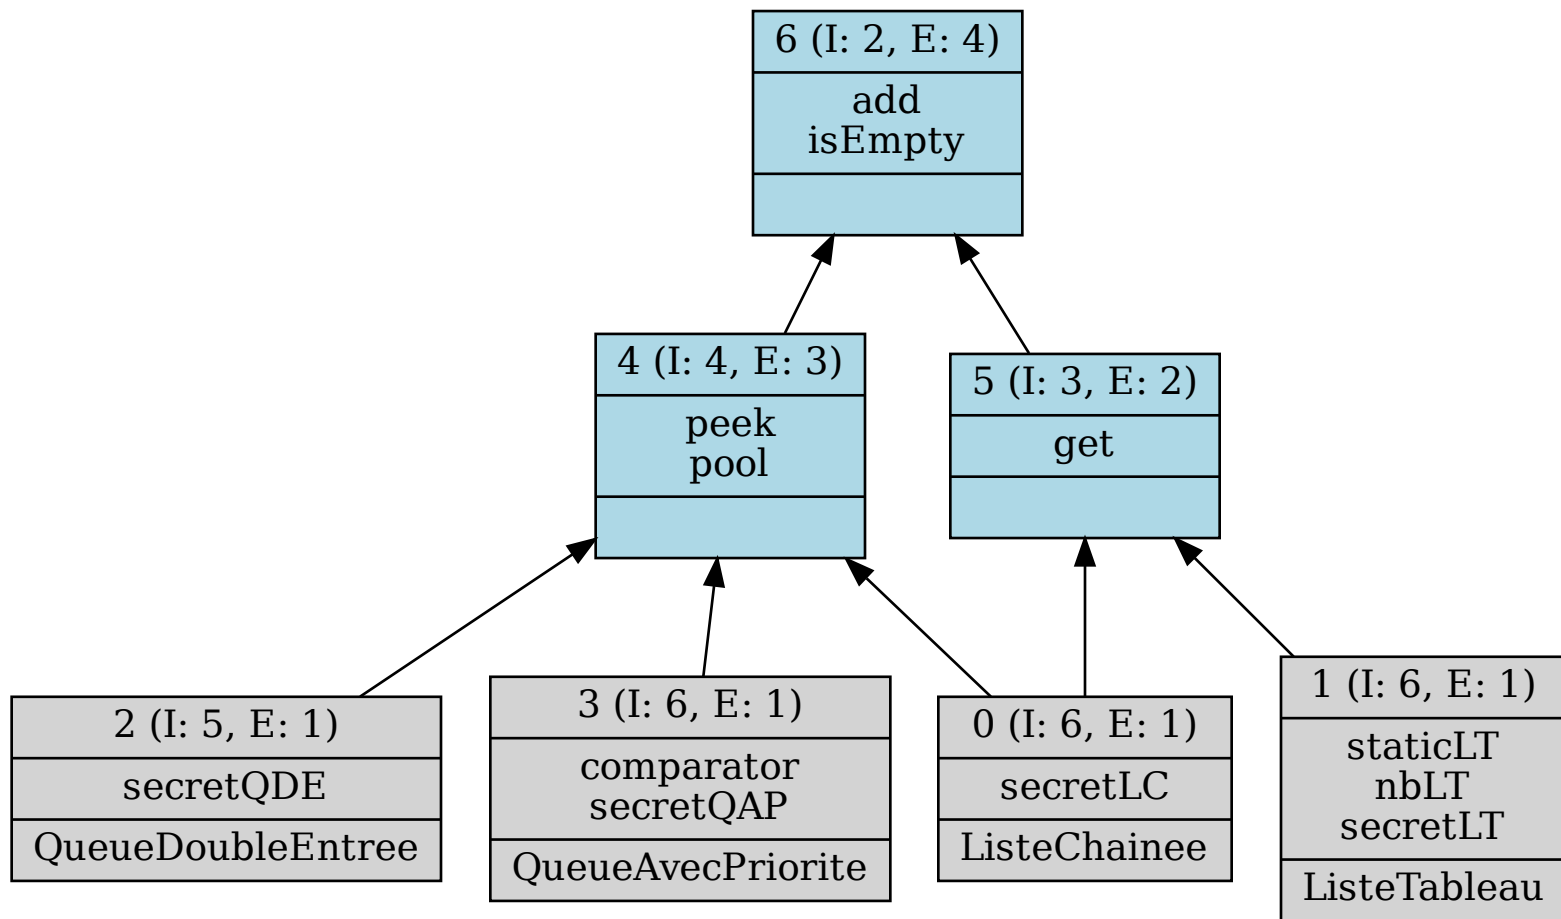 6 (I: 2, E: 4)
add
isEmpty
4 (I: 4, E: 3)
peek
pool
5 (I: 3, E: 2)
get
2 (I: 5, E: 1)
secretQDE
QueueDoubleEntree
3 (I: 6, E: 1)
comparator
secretQAP
QueueAvecPriorite
0 (I: 6, E: 1)
secretLC
ListeChainee
1 (I: 6, E: 1)
staticLT
nbLT
secretLT
ListeTableau